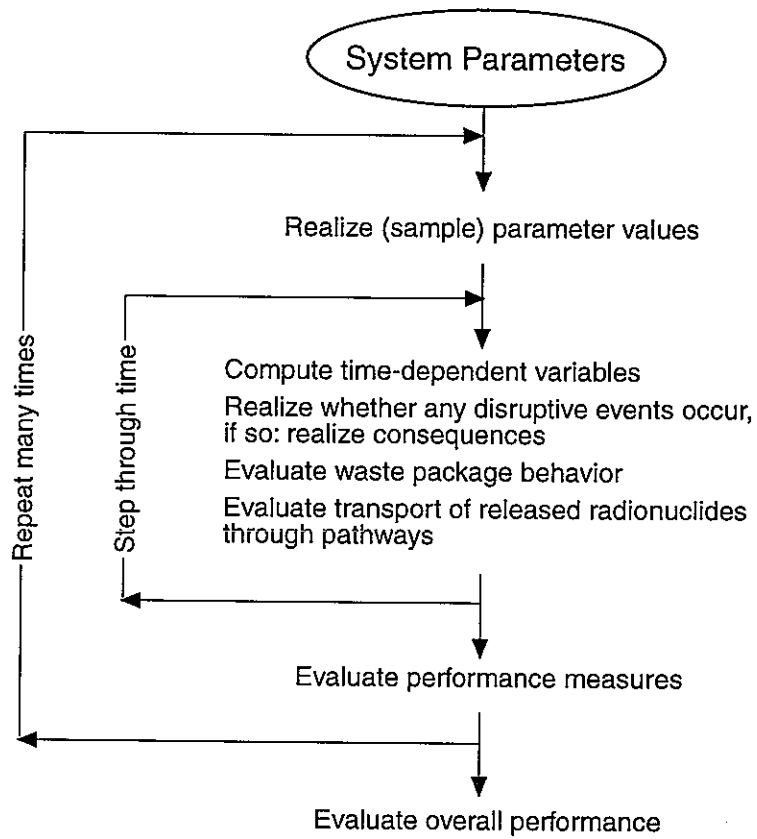 System Parameters
Realize (sample) parameter values
Compute time-dependent variables
Realize whether any disruptive events occur,
if so: realize consequences
Evaluate waste package behavior
Evaluate transport of released radionuclides
through pathways
Step through time
Evaluate performance measures
Repeat many times
Evaluate overall performance